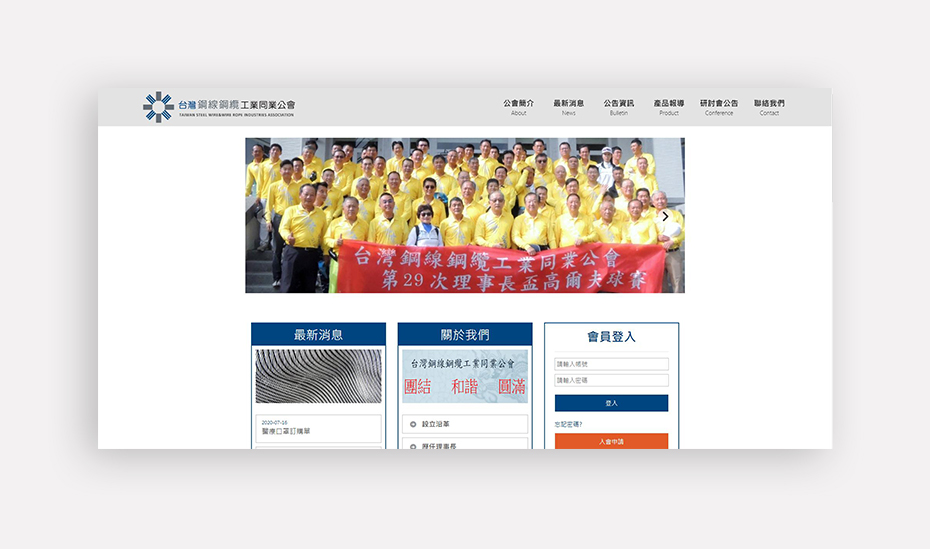 台灣鋼線鋼纜工業同業公會
TAIWAN STEEL WIRE&WIRE ROPE INDUSTRIES ASSOCIATION
公會簡介 最新消息 公告資訊 產品報導 研討會公告 聯絡我們
About News Bulletin Product Conference Contact
台灣鋼線鋼纜工業同業公會
第29次理事長盃高爾夫球賽
最新消息
2020-07-16
醫療口罩訂購單
關於我們
台灣鋼線鋼纜工業同業公會
團結 和諧 圓滿
設立沿革
歷任理事長
會員登入
請輸入帳號
請輸入密碼
登入
忘記密碼?
入會申請